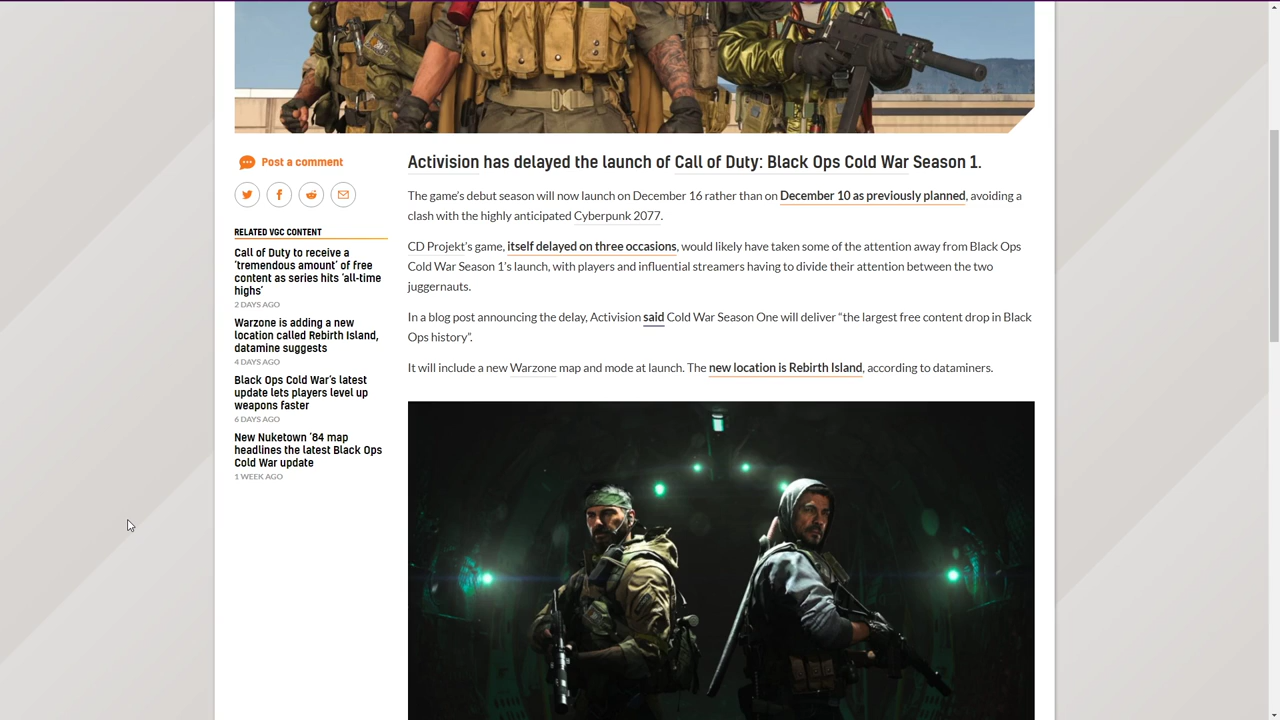 Post a comment
RELATED VGC CONTENT
Call of Duty to receive a
‘tremendous amount’ of free
content as series hits ‘all-time
highs’
2 DAYS AGO
Warzone is adding a new
location called Rebirth Island,
datamine suggests
4 DAYS AGO
Black Ops Cold War’s latest
update lets players level up
weapons faster
6 DAYS AGO
New Nuketown ’84 map
headlines the latest Black Ops
Cold War update
1 WEEK AGO
Activision has delayed the launch of Call of Duty: Black Ops Cold War Season 1.
The game’s debut season will now launch on December 16 rather than on December 10 as previously planned, avoiding a
clash with the highly anticipated Cyberpunk 2077.
CD Projekt’s game, itself delayed on three occasions, would likely have taken some of the attention away from Black Ops
Cold War Season 1’s launch, with players and influential streamers having to divide their attention between the two
juggernauts.
In a blog post announcing the delay, Activision said Cold War Season One will deliver “the largest free content drop in Black
Ops history”.
It will include a new Warzone map and mode at launch. The new location is Rebirth Island, according to dataminers.